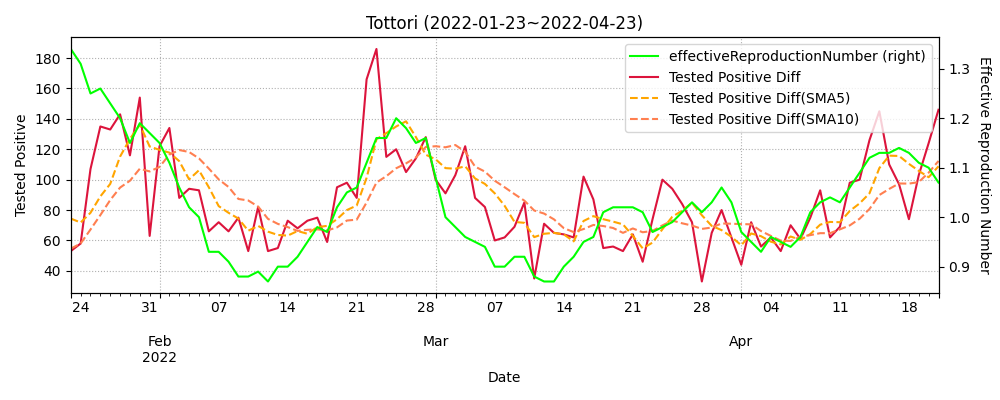 Tottori (2022-01-23~2022-04-23)
effectiveReproductionNumber (right)
Tested Positive Diff
Tested Positive Diff(SMA5)
Tested Positive Diff(SMA10)
Tested Positive
180
160
140
120
100
80
60
40
1.3
1.2
1.1
1.0
0.9
Effective Reproduction Number
24 31 07 14 21 28 07 14 21 28 04 11 18
Feb Mar Apr
2022
Date